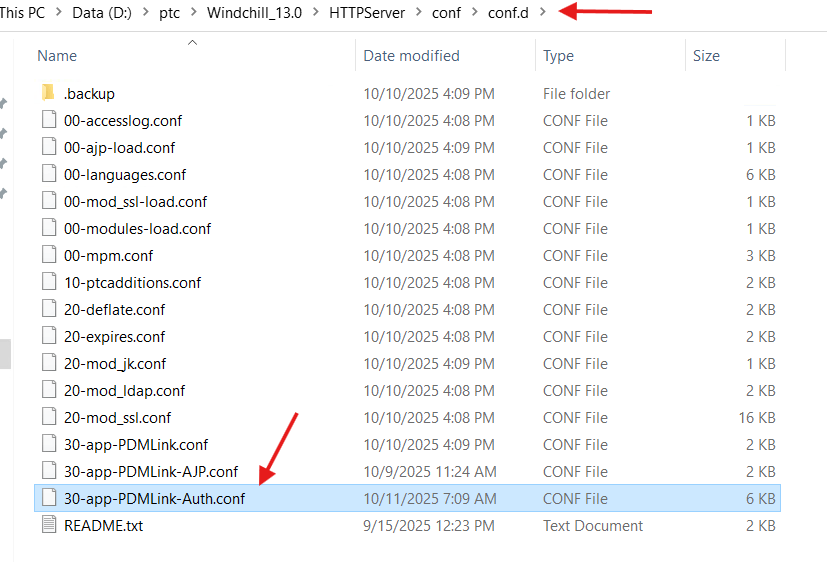 This PC > Data (D:) > ptc > Windchill_13.0 > HTTPServer > conf > conf.d >
Name Date modified Type Size
.backup 10/10/2025 4:09 PM File folder
00-accesslog.conf 10/10/2025 4:08 PM CONF File 1 KB
00-ajp-load.conf 10/10/2025 4:09 PM CONF File 1 KB
00-languages.conf 10/10/2025 4:08 PM CONF File 6 KB
00-mod_ssl-load.conf 10/10/2025 4:08 PM CONF File 1 KB
00-modules-load.conf 10/10/2025 4:09 PM CONF File 1 KB
00-mpm.conf 10/10/2025 4:08 PM CONF File 3 KB
10-ptcadditions.conf 10/10/2025 4:08 PM CONF File 2 KB
20-deflate.conf 10/10/2025 4:08 PM CONF File 2 KB
20-expires.conf 10/10/2025 4:08 PM CONF File 2 KB
20-mod_jk.conf 10/10/2025 4:09 PM CONF File 1 KB
20-mod_ldap.conf 10/10/2025 4:08 PM CONF File 2 KB
20-mod_ssl.conf 10/10/2025 4:08 PM CONF File 16 KB
30-app-PDMLink.conf 10/10/2025 4:09 PM CONF File 2 KB
30-app-PDMLink-AJP.conf 10/9/2025 11:24 AM CONF File 2 KB
30-app-PDMLink-Auth.conf 10/11/2025 7:09 AM CONF File 6 KB
README.txt 9/15/2025 12:23 PM Text Document 2 KB